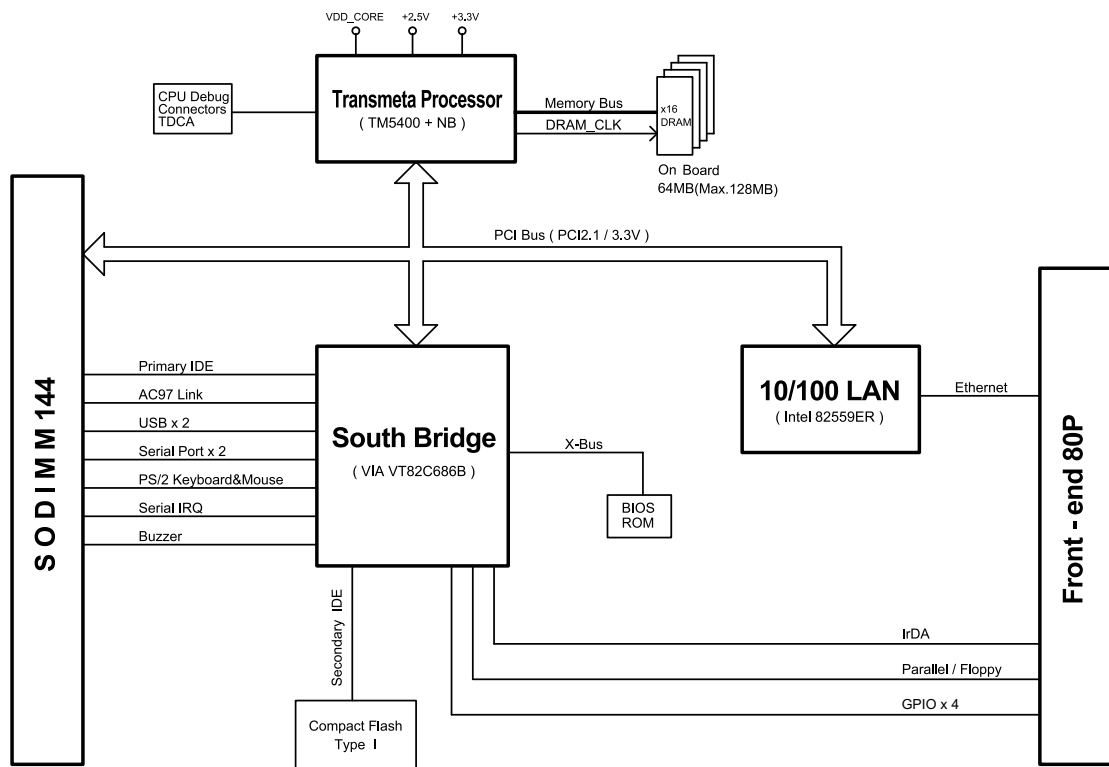 VDD_CORE
+2.5V
+3.3V
CPU Debug
Connectors
TDCA
Transmeta Processor
( TM5400 + NB )
Memory Bus
DRAM_CLK
x16
DRAM
On Board
64MB(Max.128MB)
PCI Bus ( PCI2.1 / 3.3V )
SODIMM144
Primary IDE
AC97 Link
USB x 2
Serial Port x 2
PS/2 Keyboard&Mouse
Serial IRQ
Buzzer
South Bridge
( VIA VT82C686B )
X-Bus
BIOS
ROM
10/100 LAN
( Intel 82559ER )
Ethernet
Front - end 80P
Secondary IDE
Compact Flash
Type I
IrDA
Parallel / Floppy
GPIO x 4